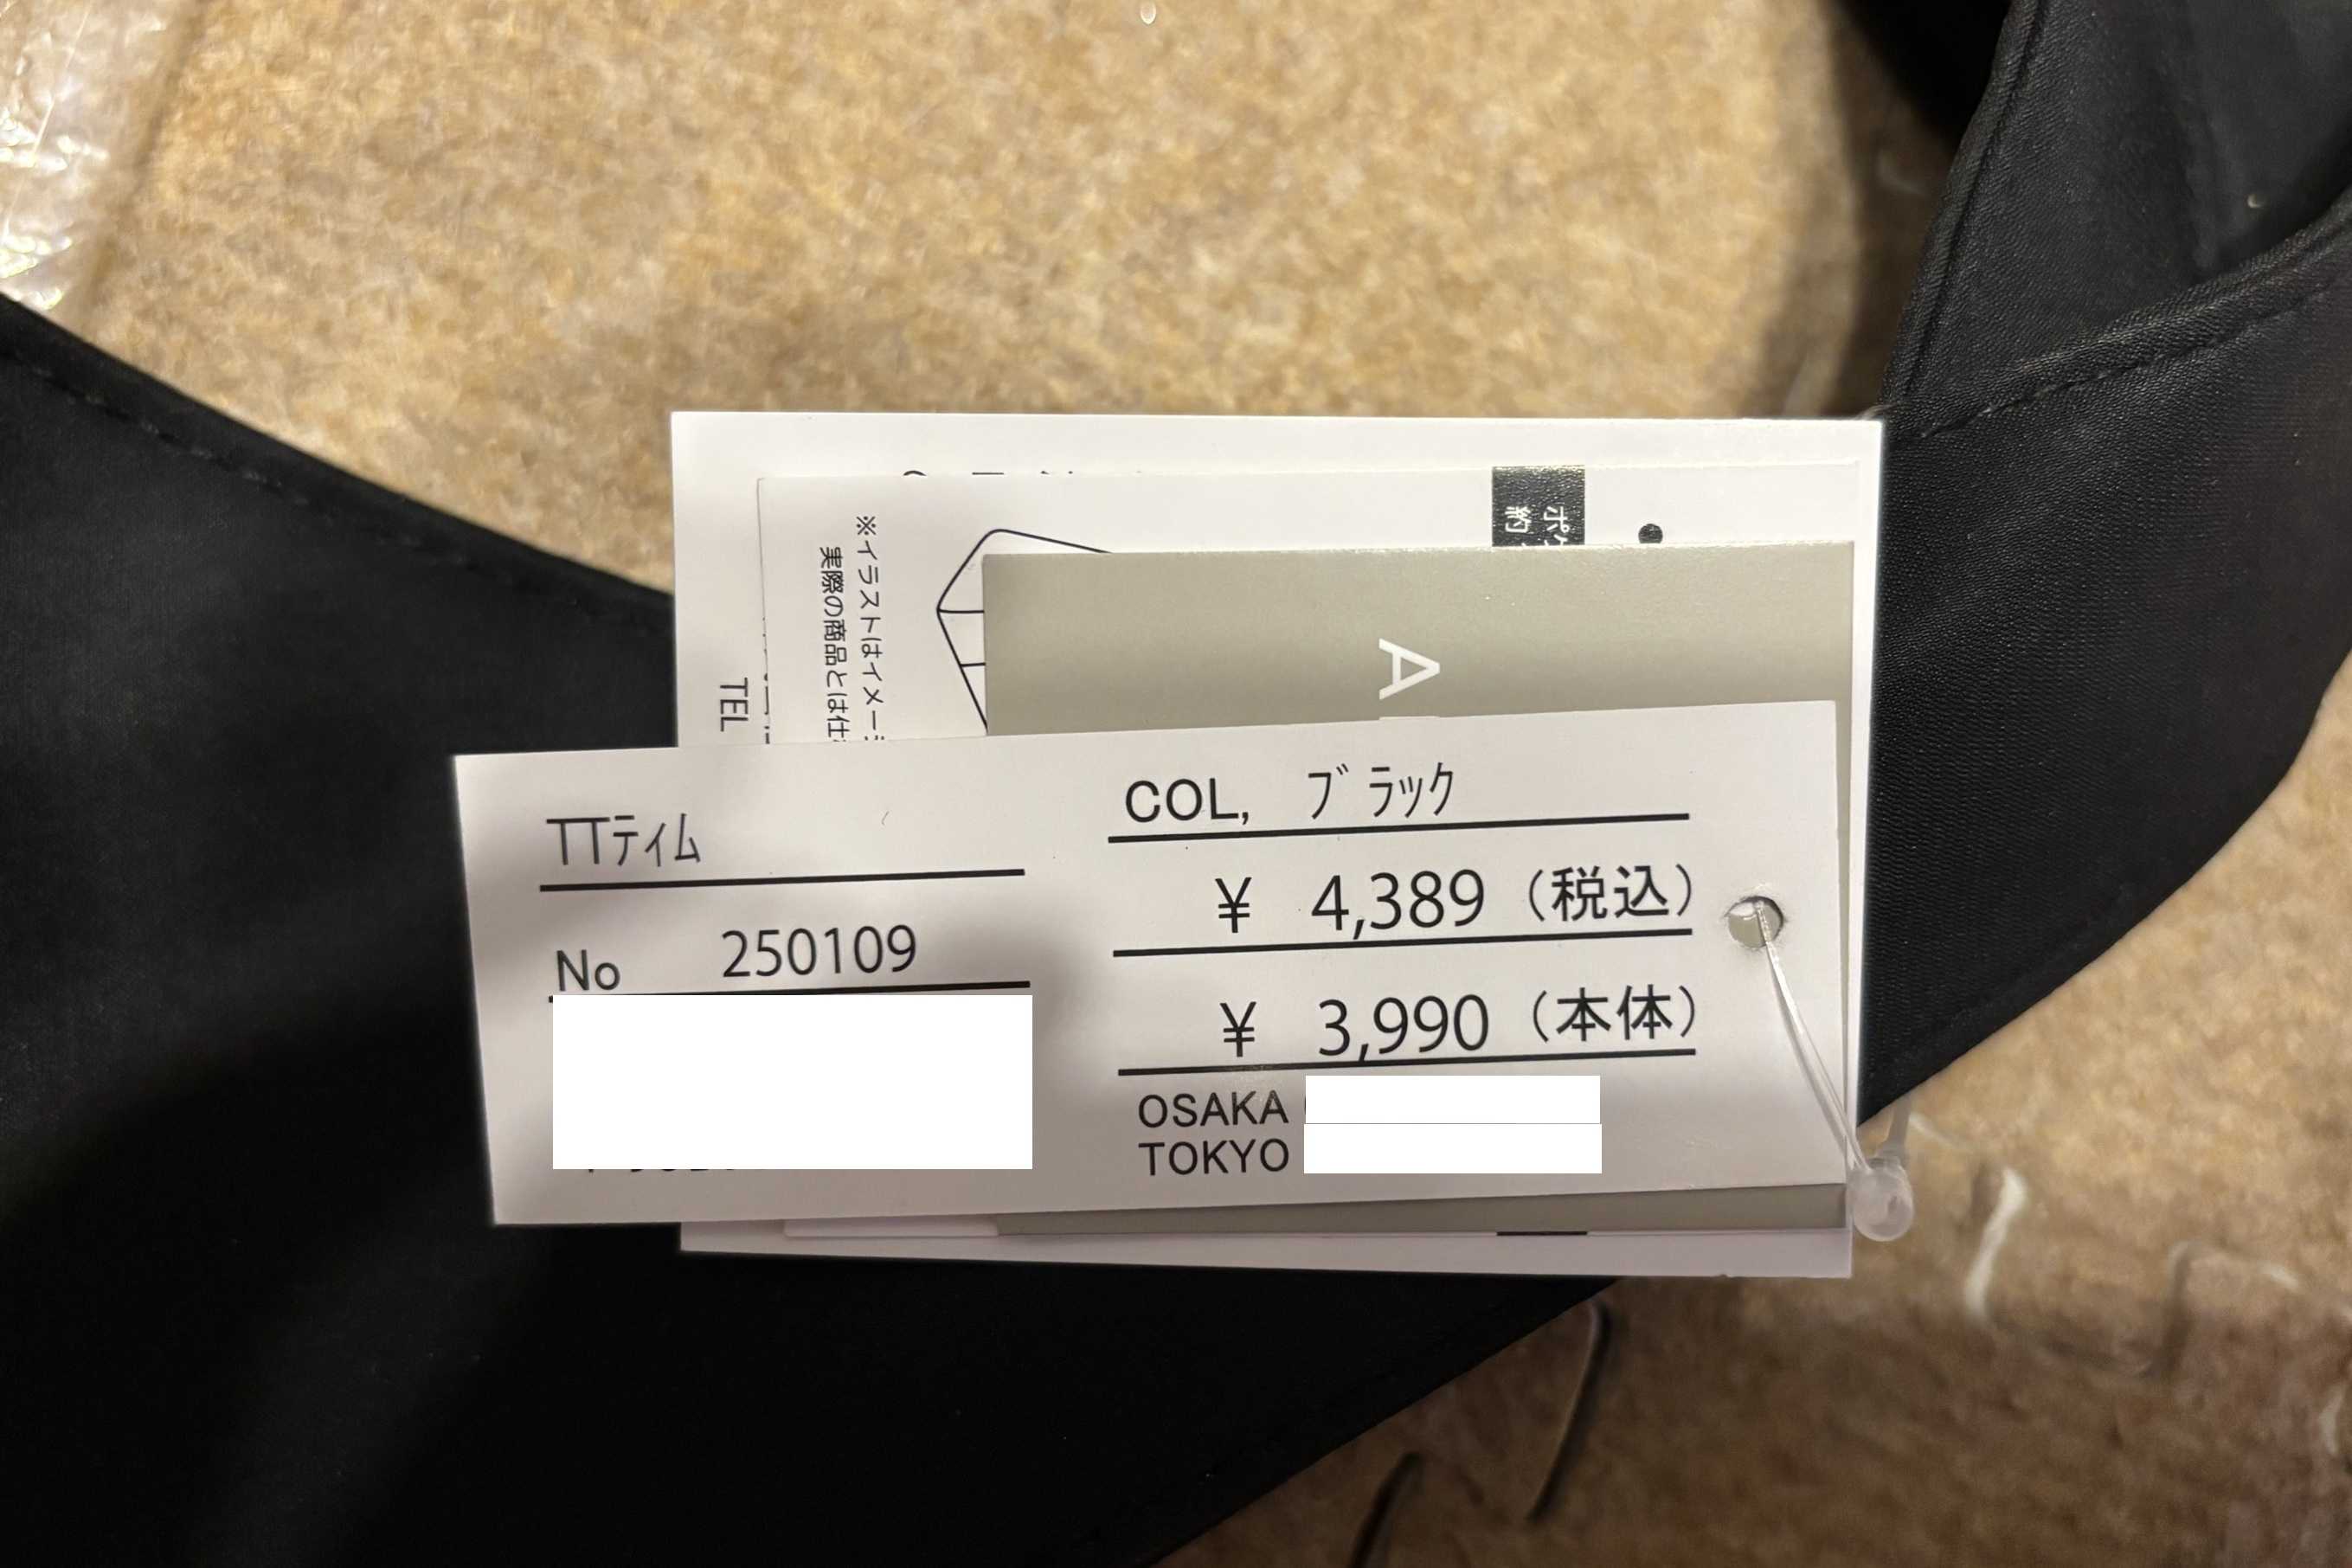 TTティム
No 250109
COL, ブラック
¥ 4,389（税込）
¥ 3,990（本体）
OSAKA
TOKYO
A
※イラストはイメー
実際の商品とは仕
TEL
約